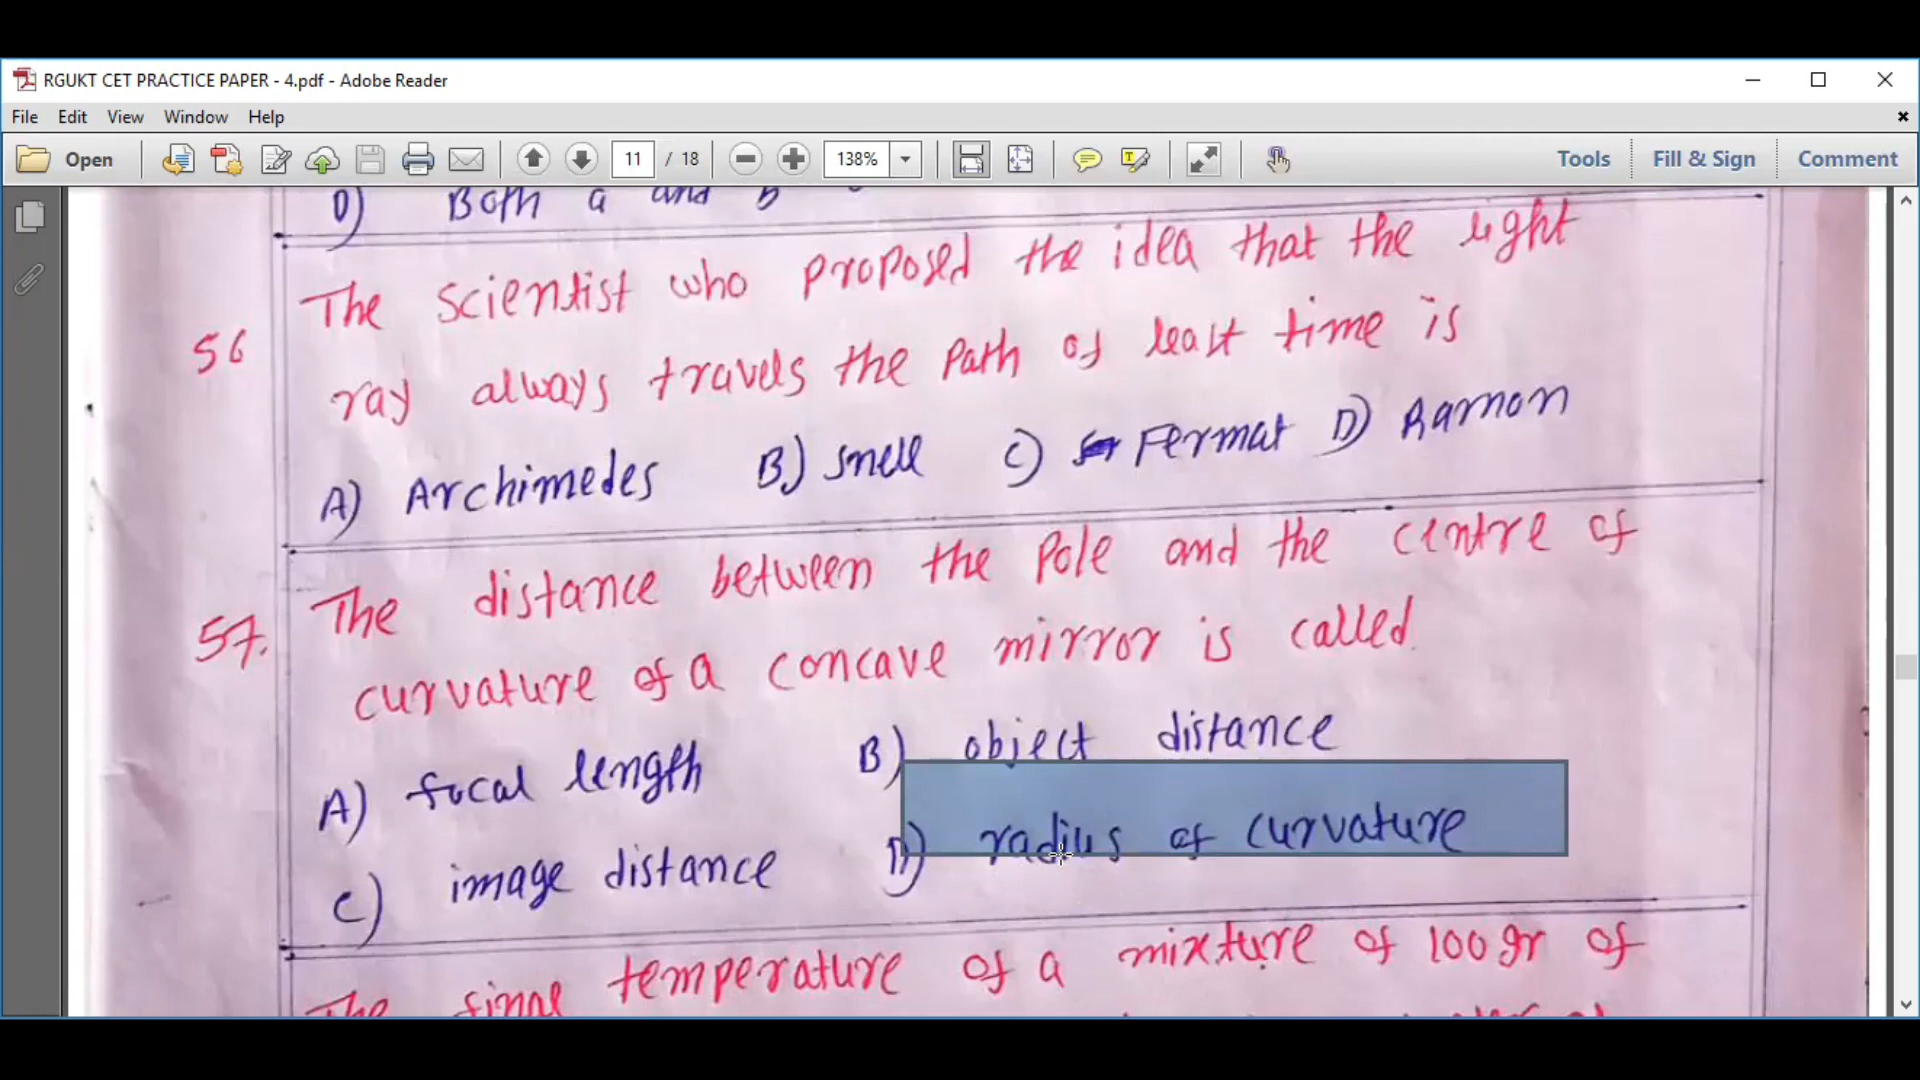 RGUKT CET PRACTICE PAPER - 4.pdf - Adobe Reader
File Edit View Window Help
Open 11 / 18 138% Tools Fill & Sign Comment
D) Both a and b
56 The scientist who proposed the idea that the light
ray always travels the path of least time is
A) Archimedes B.) Snell C) Fermat D) Ramon
57. The distance between the Pole and the centre of
curvature of a concave mirror is called
A) focal length B) object distance
C) image distance D) radius of curvature
The final temperature of a mixture of 100gr of